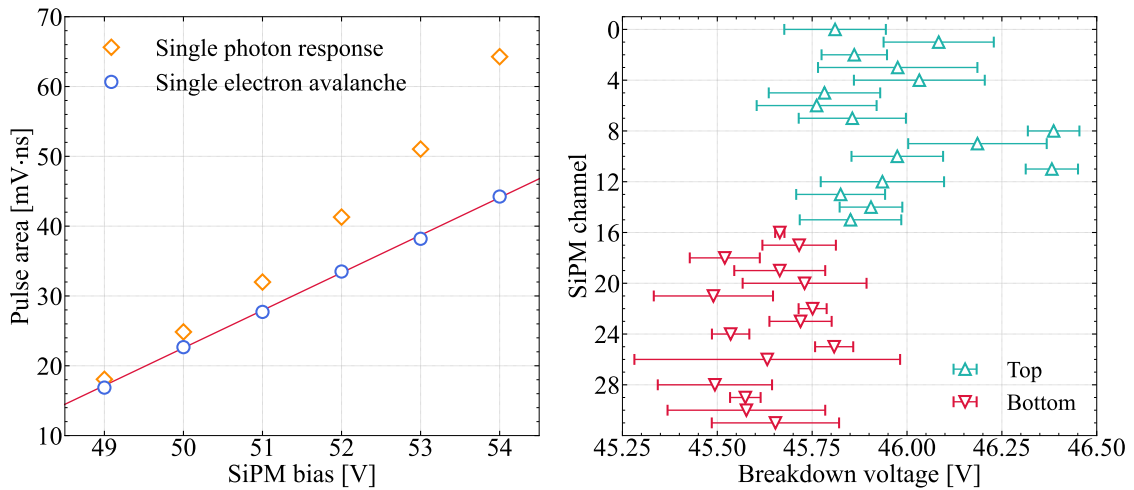 70
60
50
40
30
20
10
Pulse area [mV·ns]
Single photon response
Single electron avalanche
49 50 51 52 53 54
SiPM bias [V]
0
4
8
12
16
20
24
28
SiPM channel
Top
Bottom
45.25 45.50 45.75 46.00 46.25 46.50
Breakdown voltage [V]